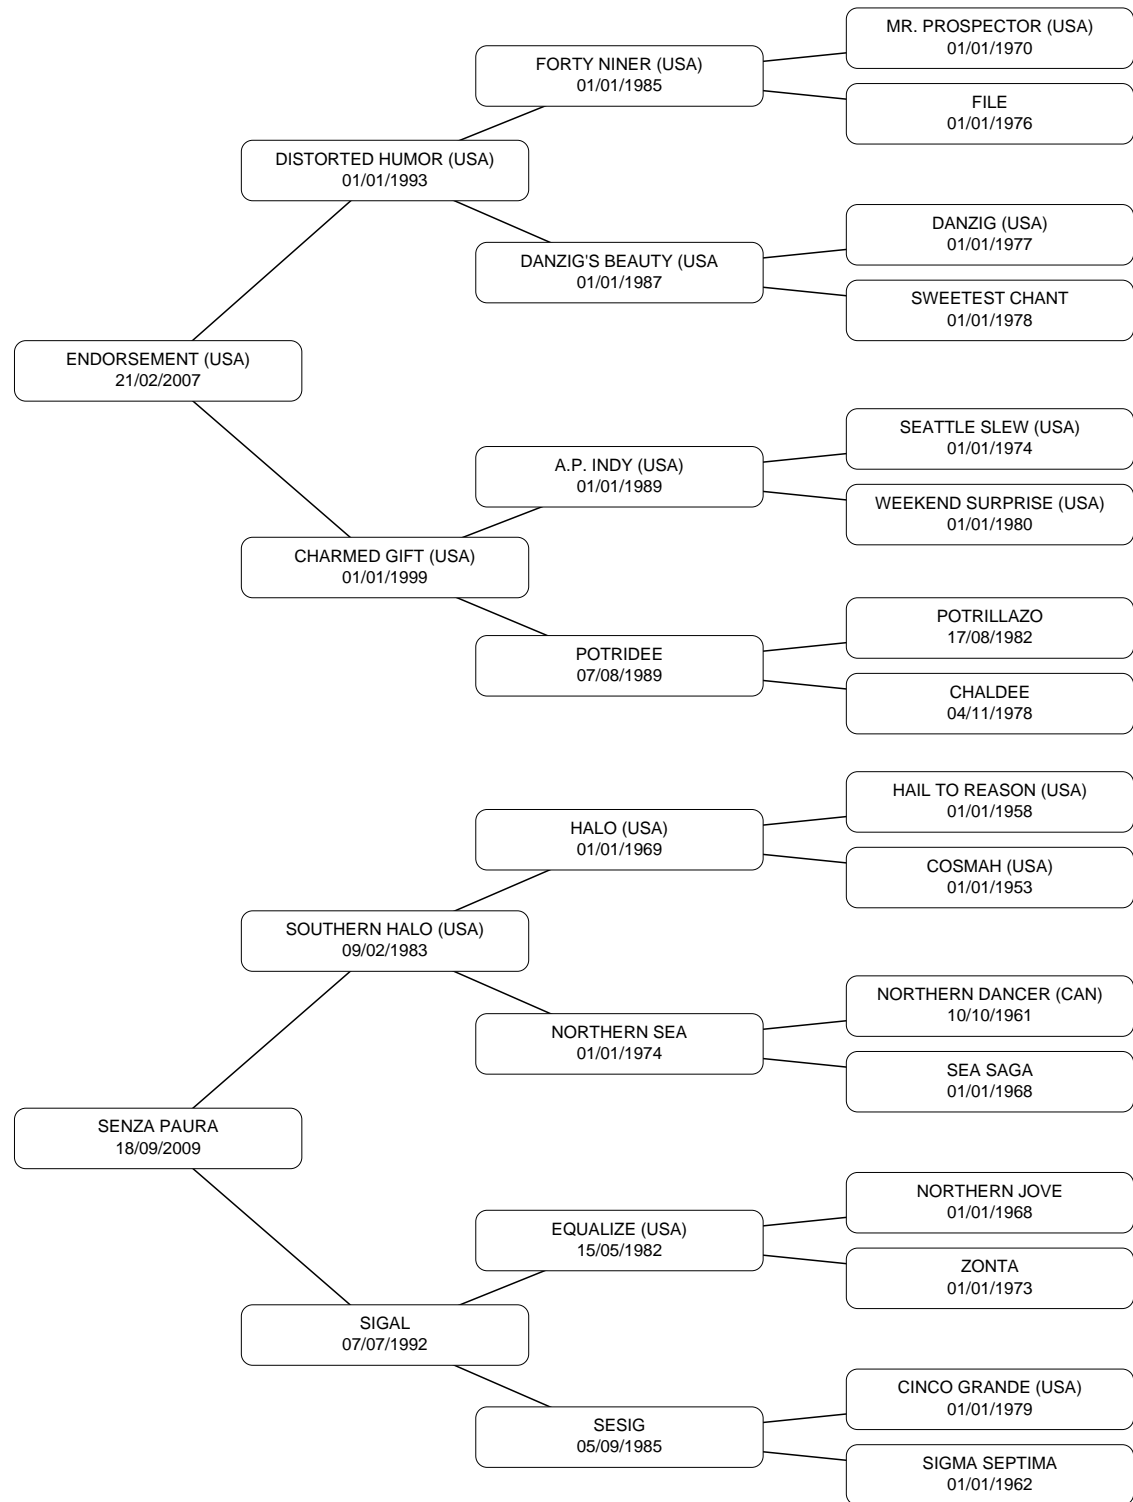 MR. PROSPECTOR (USA)
01/01/1970
FORTY NINER (USA)
01/01/1985
FILE
01/01/1976
DISTORTED HUMOR (USA)
01/01/1993
DANZIG (USA)
01/01/1977
DANZIG'S BEAUTY (USA
01/01/1987
SWEETEST CHANT
01/01/1978
ENDORSEMENT (USA)
21/02/2007
SEATTLE SLEW (USA)
01/01/1974
A.P. INDY (USA)
01/01/1989
WEEKEND SURPRISE (USA)
01/01/1980
CHARMED GIFT (USA)
01/01/1999
POTRILLAZO
17/08/1982
POTRIDEE
07/08/1989
CHALDEE
04/11/1978
HAIL TO REASON (USA)
01/01/1958
HALO (USA)
01/01/1969
COSMAH (USA)
01/01/1953
SOUTHERN HALO (USA)
09/02/1983
NORTHERN DANCER (CAN)
10/10/1961
NORTHERN SEA
01/01/1974
SEA SAGA
01/01/1968
SENZA PAURA
18/09/2009
NORTHERN JOVE
01/01/1968
EQUALIZE (USA)
15/05/1982
ZONTA
01/01/1973
SIGAL
07/07/1992
CINCO GRANDE (USA)
01/01/1979
SESIG
05/09/1985
SIGMA SEPTIMA
01/01/1962